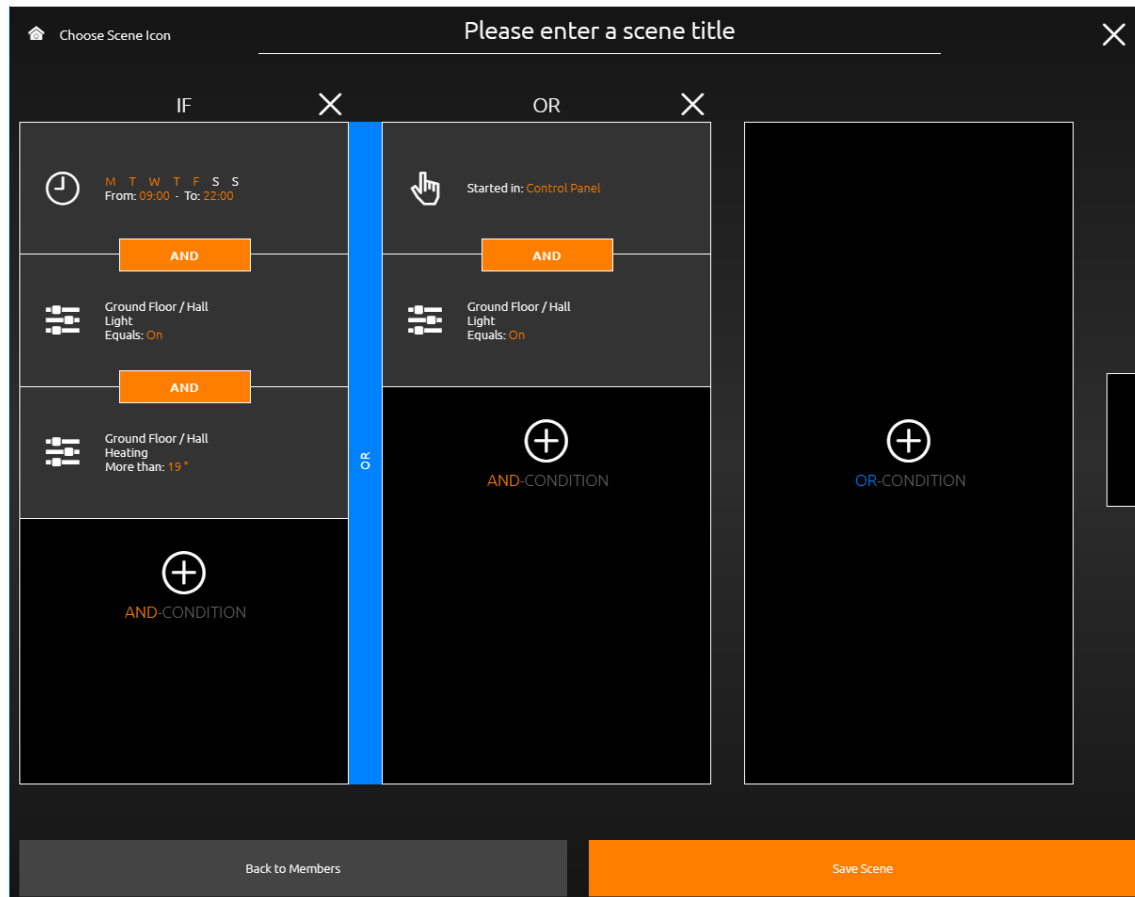 Choose Scene Icon
Please enter a scene title
IF
M T W T F S S
From: 09:00 - To: 22:00
AND
Ground Floor / Hall
Light
Equals: On
AND
Ground Floor / Hall
Heating
More than: 19°
AND-CONDITION
OR
OR
Started in: Control Panel
AND
Ground Floor / Hall
Light
Equals: On
AND-CONDITION
OR-CONDITION
Back to Members
Save Scene